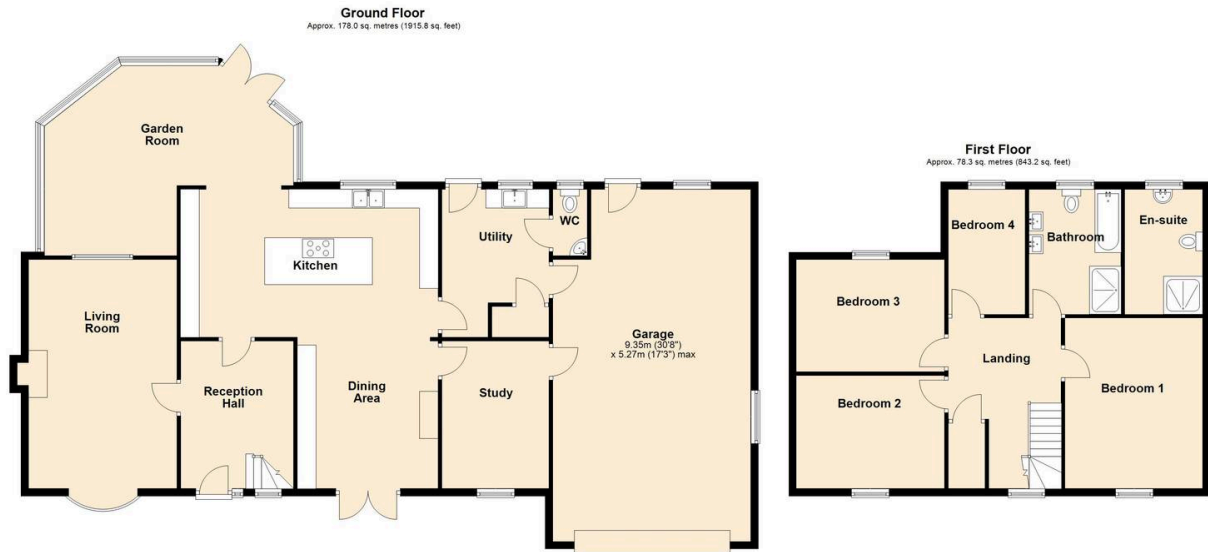 Ground Floor
Approx. 178.0 sq. metres (1915.8 sq. feet)
Garden
Room
Kitchen
Utility
WC
Living
Room
Reception
Hall
Dining
Area
Study
Garage
9.35m (30'8")
x 5.27m (17'3") max
First Floor
Approx. 78.3 sq. metres (843.2 sq. feet)
Bedroom 4
Bathroom
En-suite
Bedroom 3
Landing
Bedroom 2
Bedroom 1